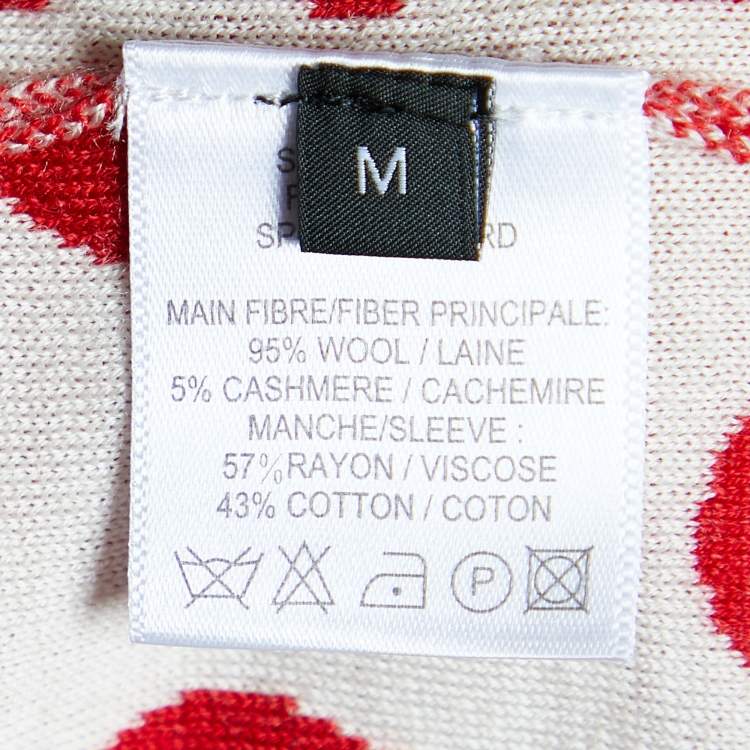 M
MAIN FIBRE/FIBER PRINCIPALE:
95% WOOL / LAINE
5% CASHMERE / CACHEMIRE
MANCHE/SLEEVE :
57%RAYON / VISCOSE
43% COTTON / COTON
P